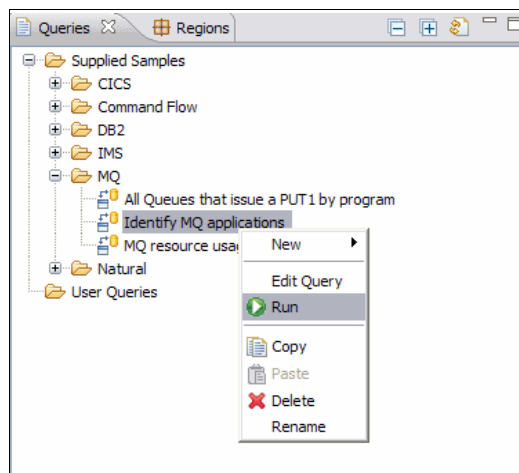 Queries Regions
Supplied Samples
CICS
Command Flow
DB2
IMS
MQ
All Queues that issue a PUT1 by program
Identify MQ applications
MQ resource
Natural
User Queries
New
Edit Query
Run
Copy
Paste
Delete
Rename